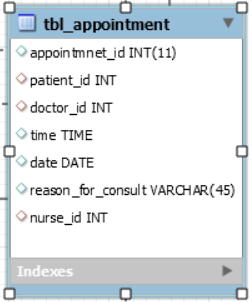 tbl_appointment
appointmnet_id INT(11)
patient_id INT
doctor_id INT
time TIME
date DATE
reason_for_consult VARCHAR(45)
nurse_id INT
Indexes